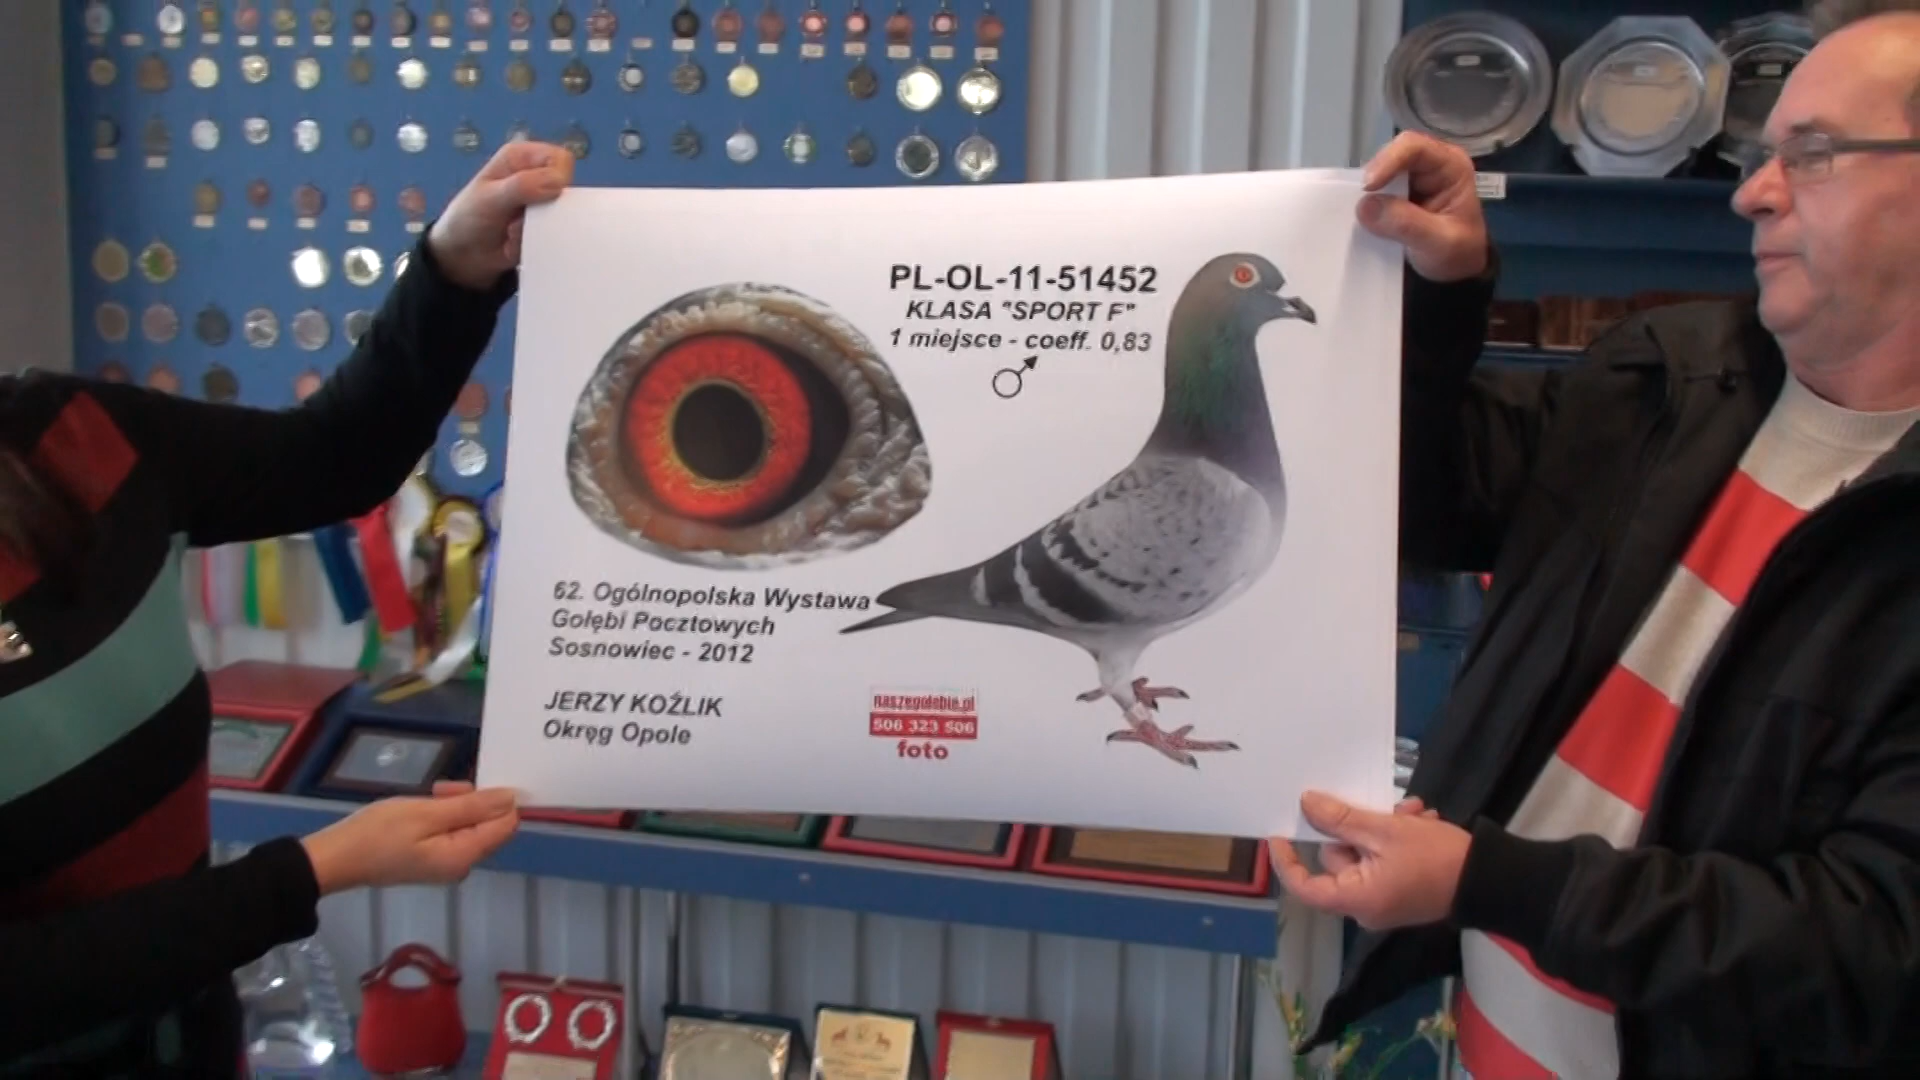 PL-OL-11-51452
KLASA "SPORT F"
1 miejsce - coeff. 0,83
62. Ogólnopolska Wystawa
Gołębi Pocztowych
Sosnowiec - 2012
JERZY KOŹLIK
Okręg Opole
naszegolebie.pl
506 323 506
foto